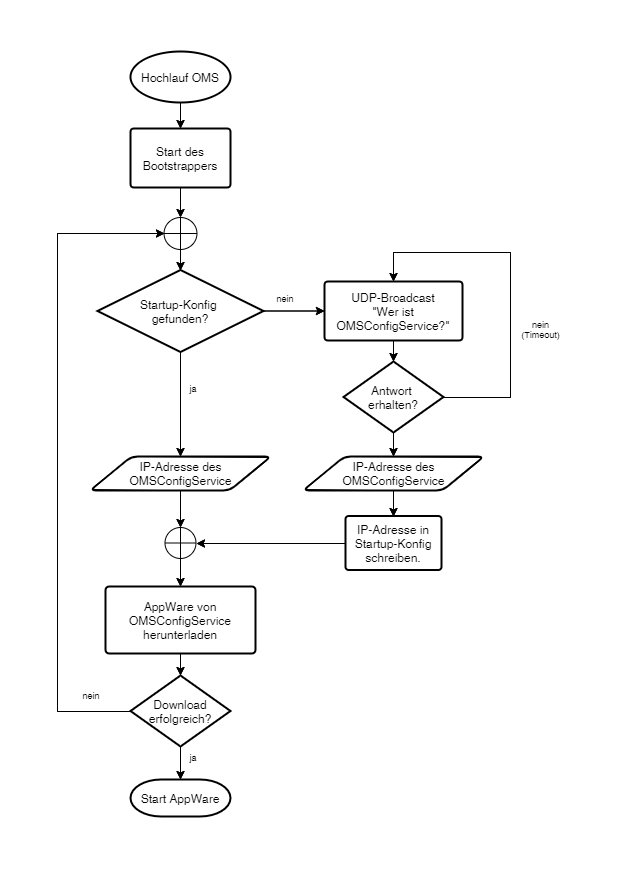 Hochlauf OMS
Start des
Bootstrappers
Startup-Konfig
gefunden?
nein
UDP-Broadcast
"Wer ist
OMSConfigService?"
nein
(Timeout)
ja
Antwort
erhalten?
IP-Adresse des
OMSConfigService
IP-Adresse des
OMSConfigService
IP-Adresse in
Startup-Konfig
schreiben.
AppWare von
OMSConfigService
herunterladen
nein
Download
erfolgreich?
ja
Start AppWare